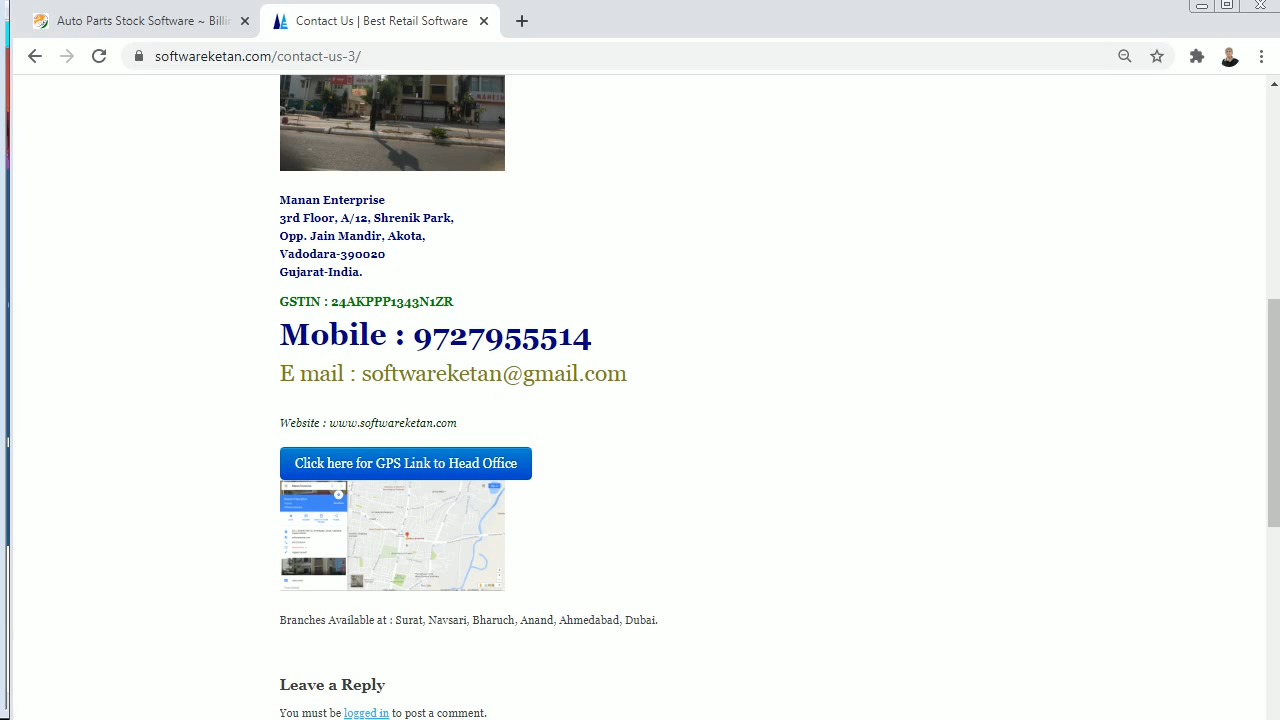 Auto Parts Stock Software ~ Billin
Contact Us | Best Retail Software
softwareketan.com/contact-us-3/
Manan Enterprise
3rd Floor, A/12, Shrenik Park,
Opp. Jain Mandir, Akota,
Vadodara-390020
Gujarat-India.
GSTIN : 24AKPPP1343N1ZR
Mobile : 9727955514
E mail : softwareketan@gmail.com
Website : www.softwareketan.com
Click here for GPS Link to Head Office
Branches Available at : Surat, Navsari, Bharuch, Anand, Ahmedabad, Dubai.
Leave a Reply
You must be logged in to post a comment.